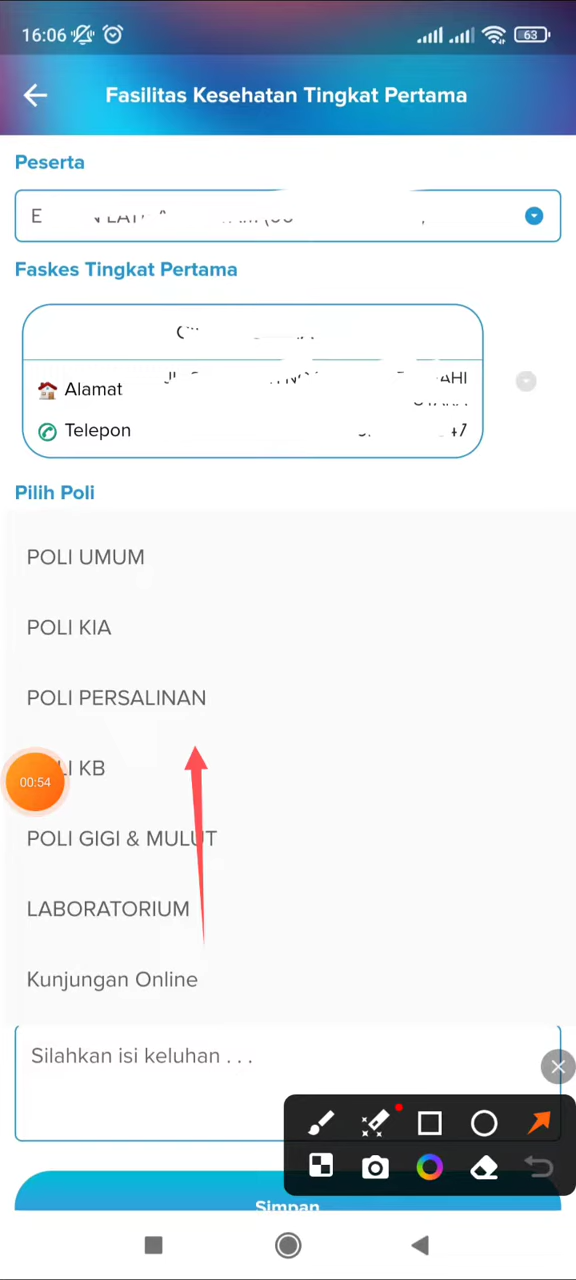 16:06
63
Fasilitas Kesehatan Tingkat Pertama
Peserta
E
Faskes Tingkat Pertama
Alamat
Telepon
Pilih Poli
POLI UMUM
POLI KIA
POLI PERSALINAN
00:54
KB
POLI GIGI & MULUT
LABORATORIUM
Kunjungan Online
Silahkan isi keluhan . . .
Simpan